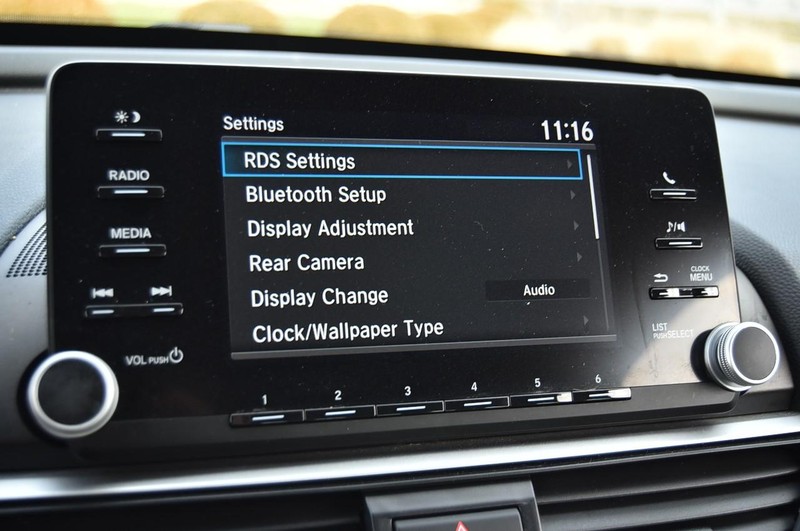 Settings 11:16
RDS Settings
Bluetooth Setup
Display Adjustment
Rear Camera
Display Change Audio
Clock/Wallpaper Type
RADIO
MEDIA
VOL PUSH
1 2 3 4 5 6
CLOCK
MENU
LIST
PUSH SELECT